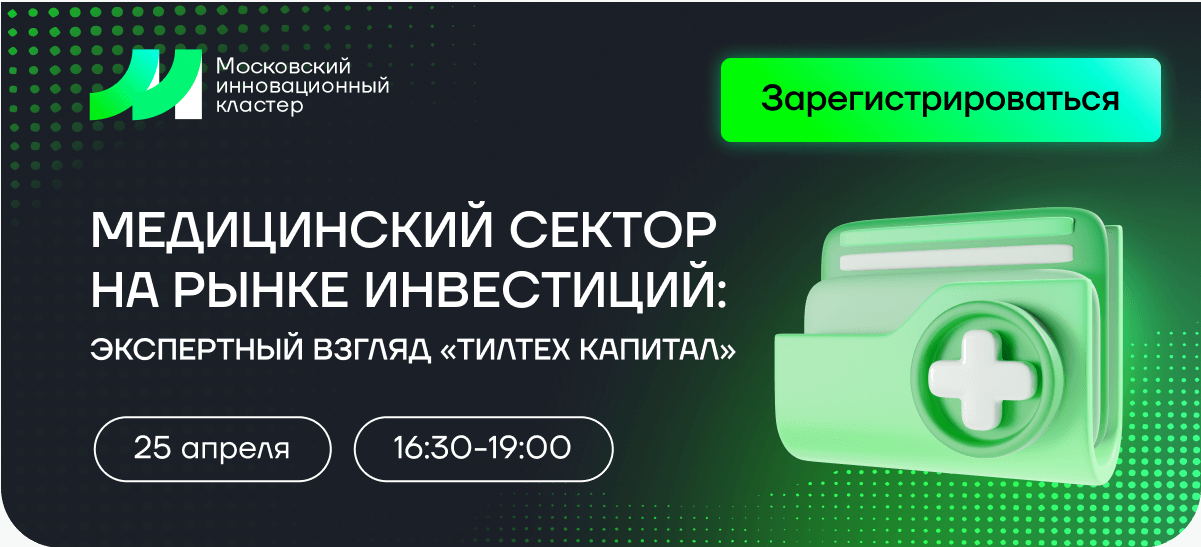 Московский
инновационный
кластер
Зарегистрироваться
МЕДИЦИНСКИЙ СЕКТОР
НА РЫНКЕ ИНВЕСТИЦИЙ:
ЭКСПЕРТНЫЙ ВЗГЛЯД «ТИЛТЕХ КАПИТАЛ»
25 апреля
16:30-19:00